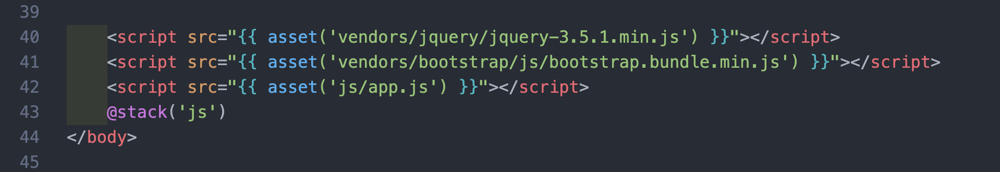 39
40 <script src="{{ asset('vendors/jquery/jquery-3.5.1.min.js') }}"></script>
41 <script src="{{ asset('vendors/bootstrap/js/bootstrap.bundle.min.js') }}"></script>
42 <script src="{{ asset('js/app.js') }}"></script>
43 @stack('js')
44 </body>
45